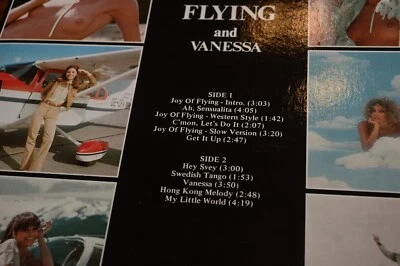 FLYING
and
VANESSA
SIDE 1
Joy Of Flying - Intro. (3:03)
Ah, Sensualita (4:05)
Joy Of Flying - Western Style (1:42)
C'mon, Let's Do It (2:07)
Joy Of Flying - Slow Version (3:20)
Get It Up (2:47)
SIDE 2
Hey Svey (3:00)
Swedish Tango (1:53)
Vanessa (3:50)
Hong Kong Melody (2:48)
My Little World (4:19)